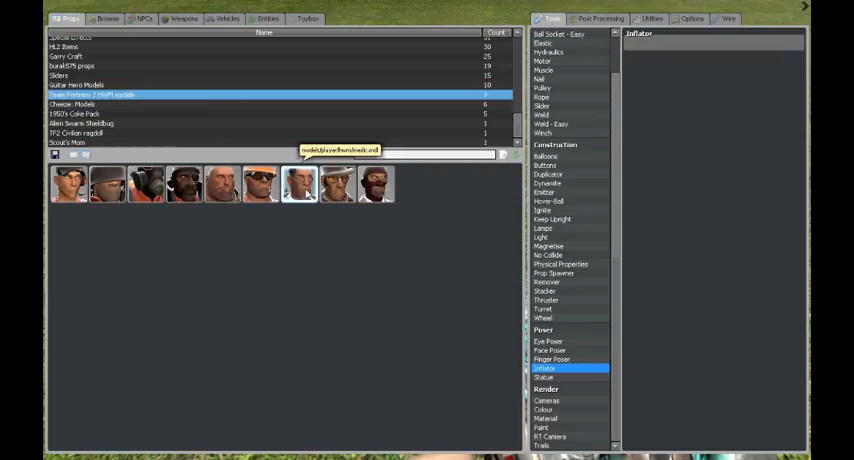 Props Browse NPCs Weapons Vehicles Entities Toybox
Name Count
Special Effects 31
HL2 Items 30
Garry Craft 25
burak575 props 19
Sliders 15
Guitar Hero Models 10
Team Fortress 2 HWM models 9
Cheeze: Models 6
1950's Coke Pack 5
Alien Swarm Shieldbug 1
TF2 Civilian ragdoll 1
Scout's Mom 1
models/player/hwm/medic.mdl
Tools Post Processing Utilities Options Wire
Ball Socket - Easy
Elastic
Hydraulics
Motor
Muscle
Nail
Pulley
Rope
Slider
Weld
Weld - Easy
Winch
Construction
Balloons
Buttons
Duplicator
Dynamite
Emitter
Hover-Ball
Ignite
Keep Upright
Lamps
Light
Magnetise
No Collide
Physical Properties
Prop Spawner
Remover
Stacker
Thruster
Turret
Wheel
Poser
Eye Poser
Face Poser
Finger Poser
Inflator
Statue
Render
Cameras
Colour
Material
Paint
RT Camera
Trails
Inflator